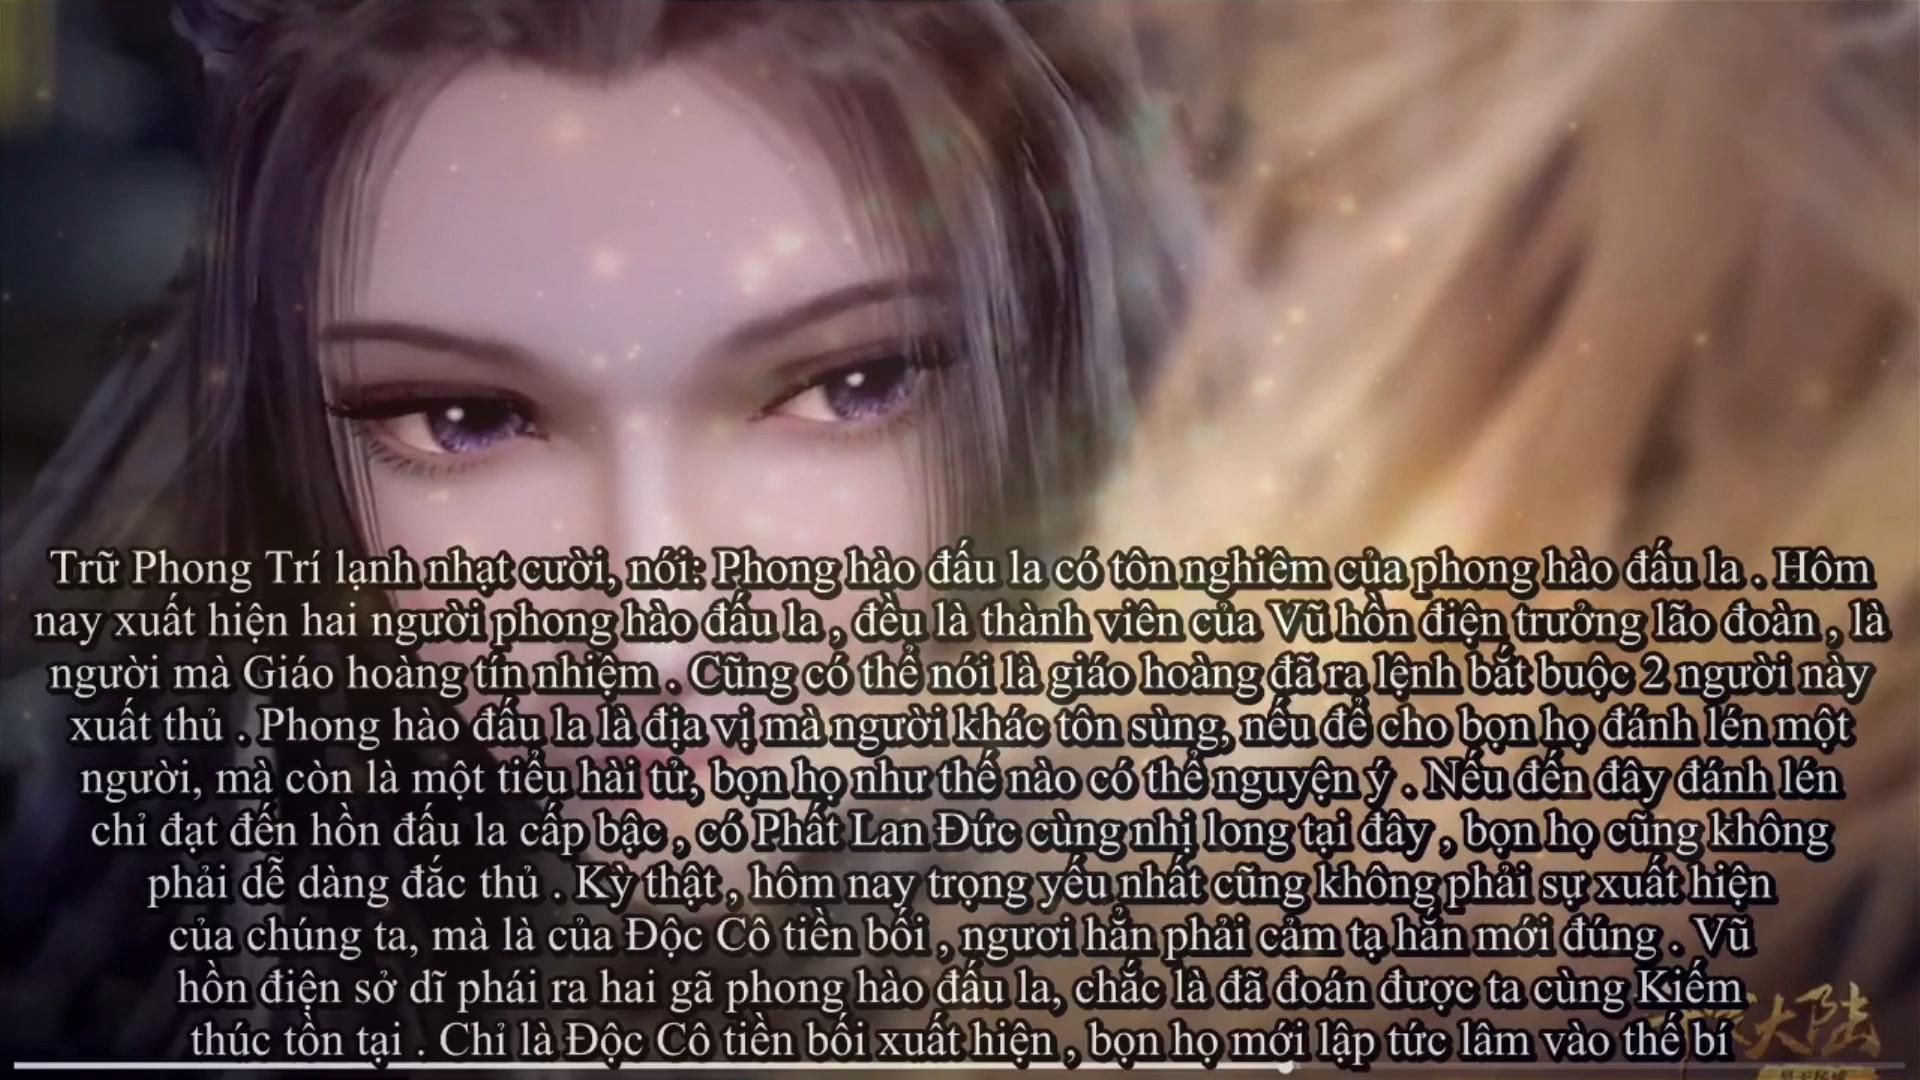 Trữ Phong Trí lạnh nhạt cười, nói: Phong hào đấu la có tôn nghiêm của phong hào đấu la . Hôm
nay xuất hiện hai người phong hào đấu la , đều là thành viên của Vũ hồn điện trưởng lão đoàn , là
người mà Giáo hoàng tín nhiệm . Cũng có thể nói là giáo hoàng đã ra lệnh bắt buộc 2 người này
xuất thủ . Phong hào đấu la là địa vị mà người khác tôn sùng, nếu để cho bọn họ đánh lén một
người, mà còn là một tiểu hài tử, bọn họ như thế nào có thể nguyện ý . Nếu đến đây đánh lén
chỉ đạt đến hồn đấu la cấp bậc , có Phất Lan Đức cùng nhị long tại đây , bọn họ cũng không
phải dễ dàng đắc thủ . Kỳ thật , hôm nay trọng yếu nhất cũng không phải sự xuất hiện
của chúng ta, mà là của Độc Cô tiền bối , ngươi hẳn phải cảm tạ hắn mới đúng . Vũ
hồn điện sở dĩ phái ra hai gã phong hào đấu la, chắc là đã đoán được ta cùng Kiếm
thúc tồn tại . Chỉ là Độc Cô tiền bối xuất hiện , bọn họ mới lập tức lâm vào thế bí
大陆